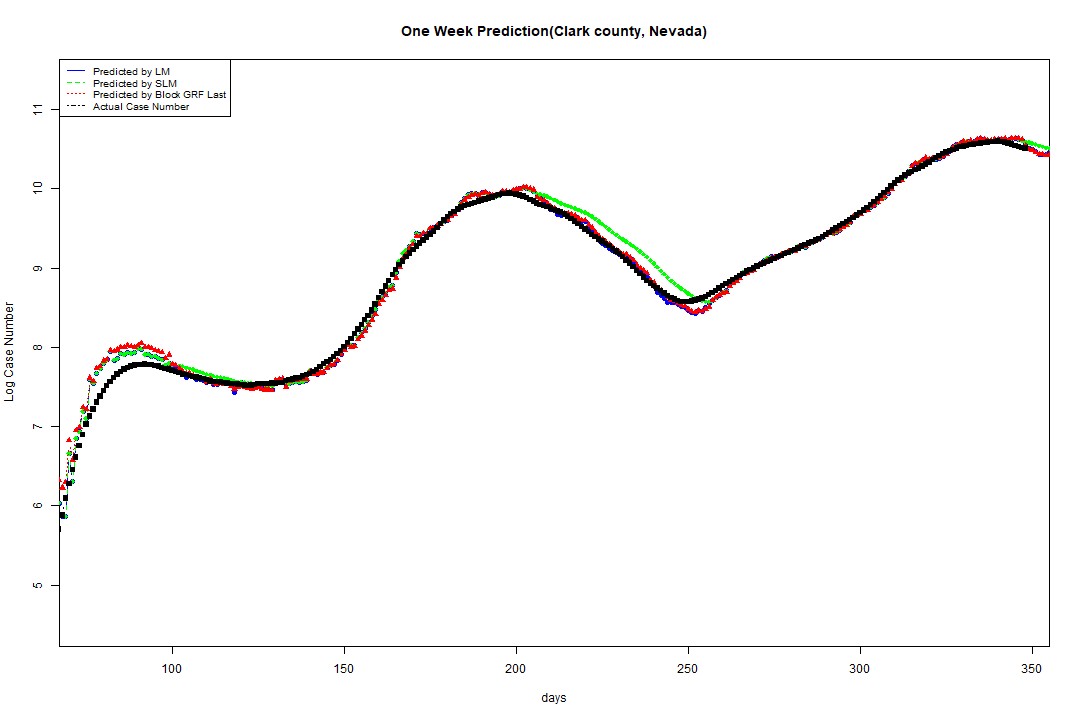 One Week Prediction(Clark county, Nevada)
Predicted by LM
Predicted by SLM
Predicted by Block GRF Last
Actual Case Number
Log Case Number
11
10
9
8
7
6
5
100 150 200 250 300 350
days